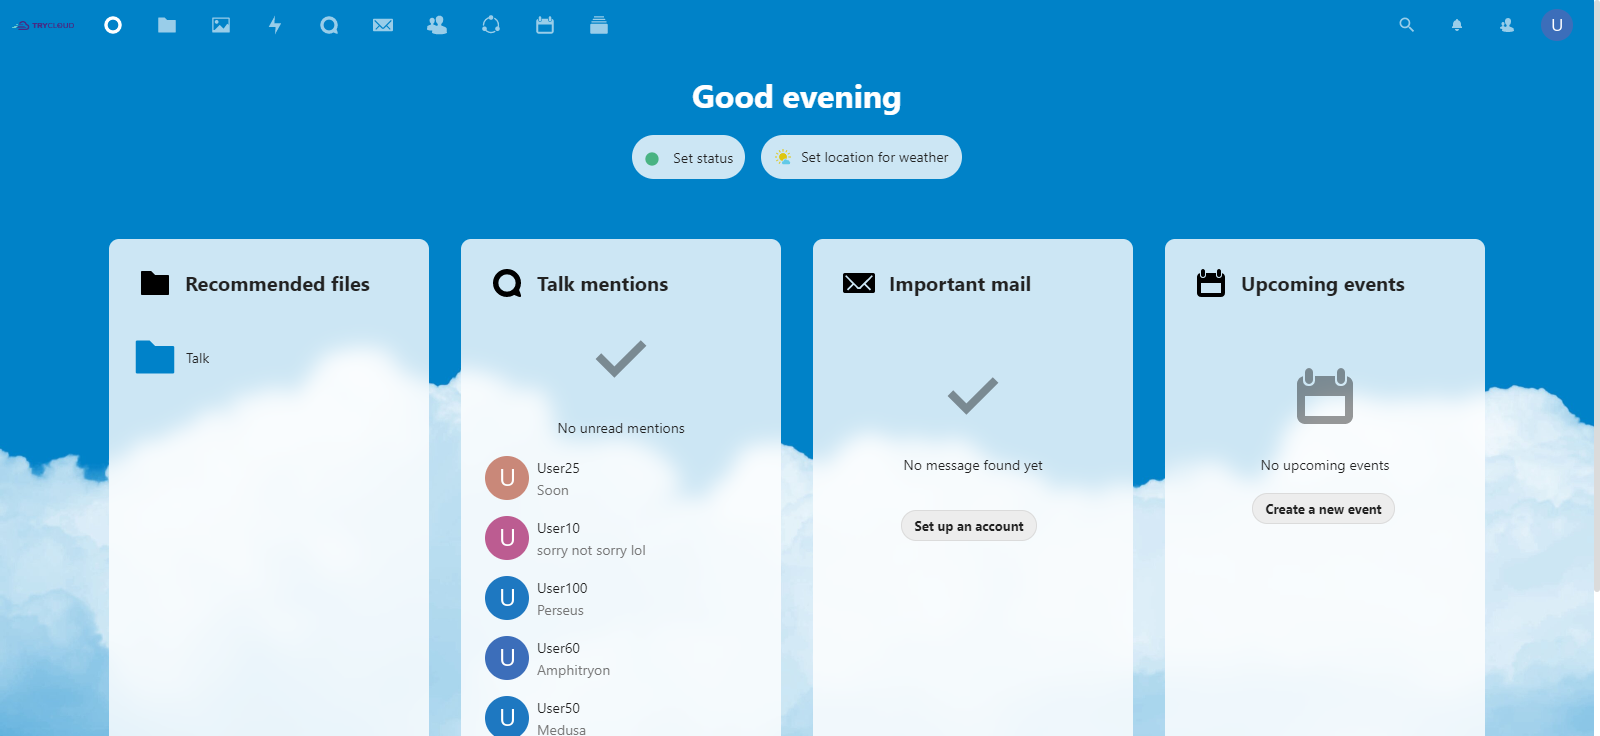 TRYCLOUD
U
Good evening
Set status
Set location for weather
Recommended files
Talk
Talk mentions
No unread mentions
U
User25
Soon
U
User10
sorry not sorry lol
U
User100
Perseus
U
User60
Amphitryon
U
User50
Medusa
Important mail
No message found yet
Set up an account
Upcoming events
No upcoming events
Create a new event